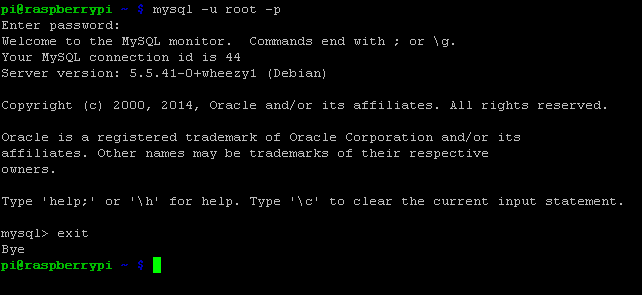 pi@raspberrypi ~ $ mysql -u root -p
Enter password:
Welcome to the MySQL monitor.  Commands end with ; or \g.
Your MySQL connection id is 44
Server version: 5.5.41-0+wheezy1 (Debian)
Copyright (c) 2000, 2014, Oracle and/or its affiliates. All rights reserved.
Oracle is a registered trademark of Oracle Corporation and/or its
affiliates. Other names may be trademarks of their respective
owners.
Type 'help;' or '\h' for help. Type '\c' to clear the current input statement.
mysql> exit
Bye
pi@raspberrypi ~ $